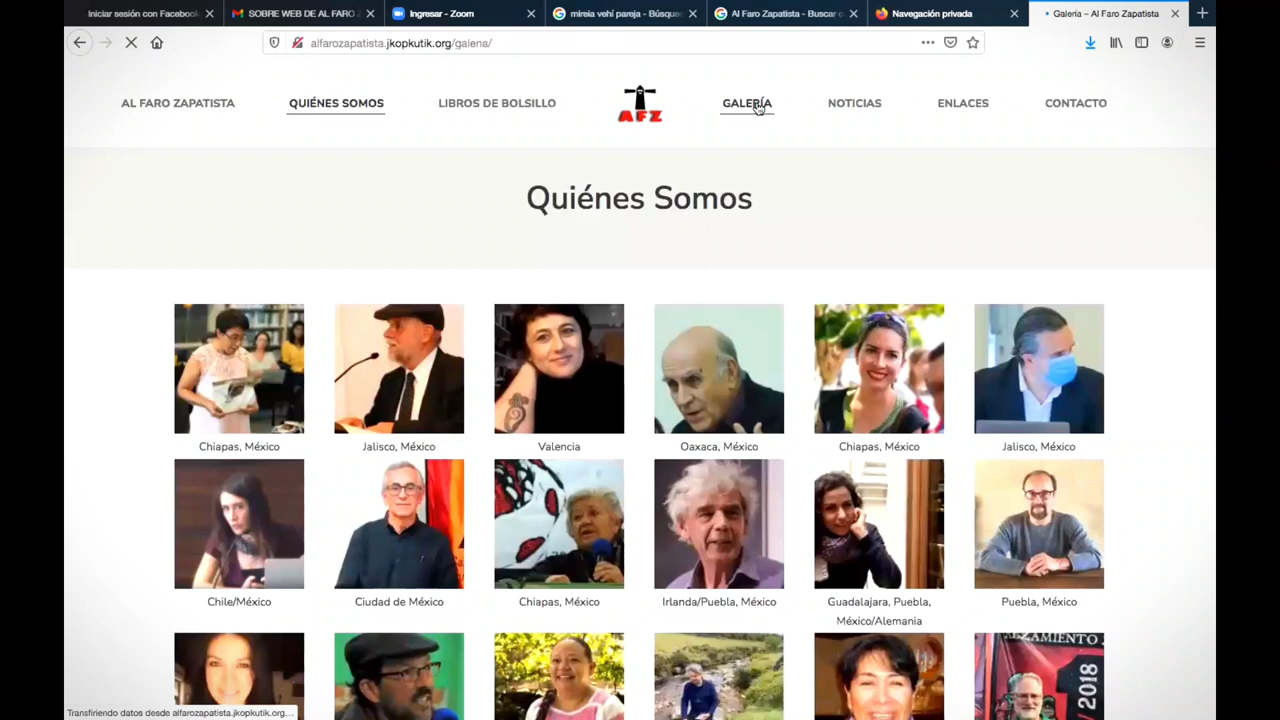 Iniciar sesión con Facebook
SOBRE WEB DE AL FARO Z
Ingresar - Zoom
mireia vehí pareja - Búsque
Al Faro Zapatista - Buscar c
Navegación privada
Galería – Al Faro Zapatista
alfarozapatista.jkopkutik.org/galeria/
AL FARO ZAPATISTA
QUIÉNES SOMOS
LIBROS DE BOLSILLO
AFZ
GALERÍA
NOTICIAS
ENLACES
CONTACTO
Quiénes Somos
Chiapas, México
Jalisco, México
Valencia
Oaxaca, México
Chiapas, México
Jalisco, México
Chile/México
Ciudad de México
Chiapas, México
Irlanda/Puebla, México
Guadalajara, Puebla,
México/Alemania
Puebla, México
2018
Transfiriendo datos desde alfarozapatista.jkopkutik.org...